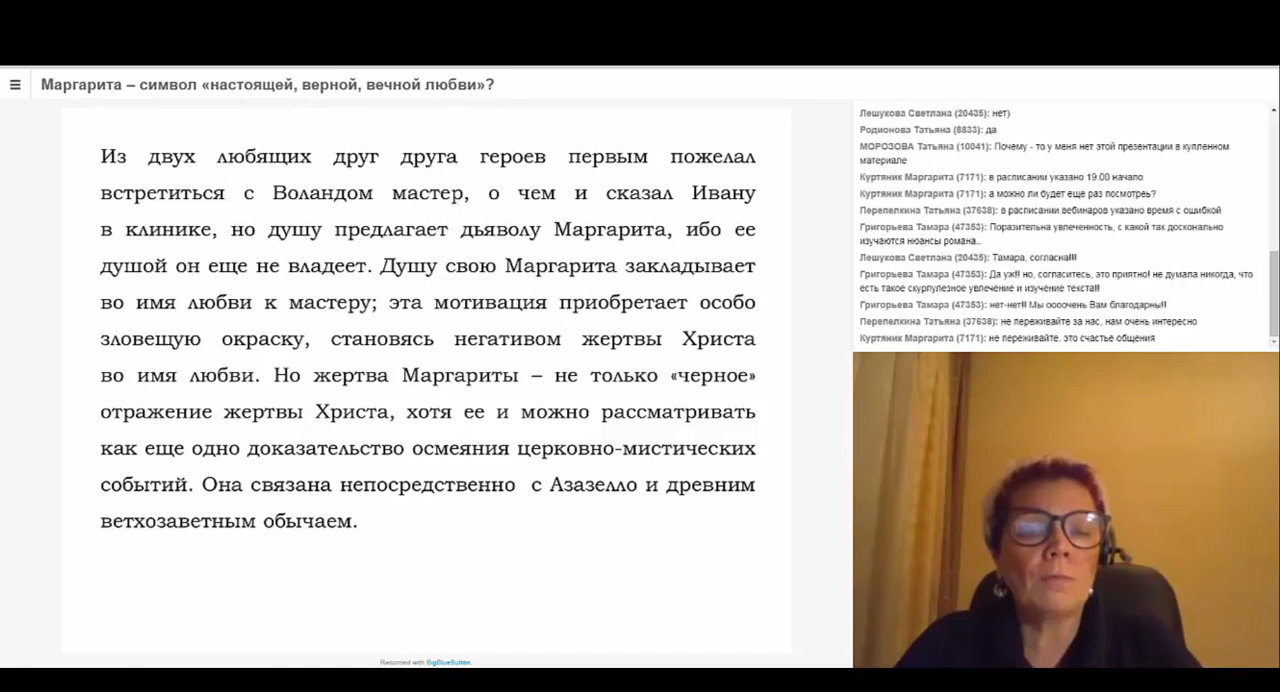 Маргарита – символ «настоящей, верной, вечной любви»?
Из двух любящих друг друга героев первым пожелал
встретиться с Воландом мастер, о чем и сказал Ивану
в клинике, но душу предлагает дьяволу Маргарита, ибо ее
душой он еще не владеет. Душу свою Маргарита закладывает
во имя любви к мастеру; эта мотивация приобретает особо
зловещую окраску, становясь негативом жертвы Христа
во имя любви. Но жертва Маргариты – не только «черное»
отражение жертвы Христа, хотя ее и можно рассматривать
как еще одно доказательство осмеяния церковно-мистических
событий. Она связана непосредственно с Азазелло и древним
ветхозаветным обычаем.
Recorded with BigBlueButton.
Лешукова Светлана (20435): нет)
Родионова Татьяна (8833): да
МОРОЗОВА Татьяна (10041): Почему - то у меня нет этой презентации в купленном
материале
Куртяник Маргарита (7171): в расписании указано 19.00 начало
Куртяник Маргарита (7171): а можно ли будет еще раз посмотреь?
Перепелкина Татьяна (37638): в расписании вебинаров указано время с ошибкой
Григорьева Тамара (47353): Поразительна увлеченность, с какой так досконально
изучаются нюансы романа..
Лешукова Светлана (20435): Тамара, согласна!!!
Григорьева Тамара (47353): Да уж!! но, согласитесь, это приятно! не думала никогда, что
есть такое скурпулезное увлечение и изучение текста!!!
Григорьева Тамара (47353): нет-нет!! Мы оооочень Вам благодарны!!
Перепелкина Татьяна (37638): не переживайте за нас, нам очень интересно
Куртяник Маргарита (7171): не переживайте. это счастье общения